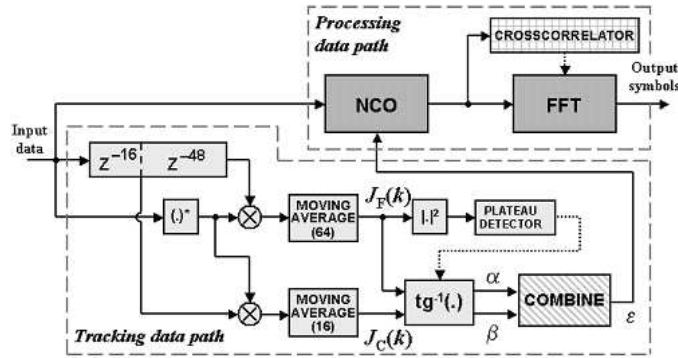 Processing
data path
CROSSCORRELATOR
Output
symbols
NCO
FFT
Input
data
Z⁻¹⁶
Z⁻⁴⁸
(.)*
MOVING
AVERAGE
(64)
J_F(k)
|.|²
PLATEAU
DETECTOR
MOVING
AVERAGE
(16)
J_C(k)
tg⁻¹(.)
α
β
COMBINE
ε
Tracking data path